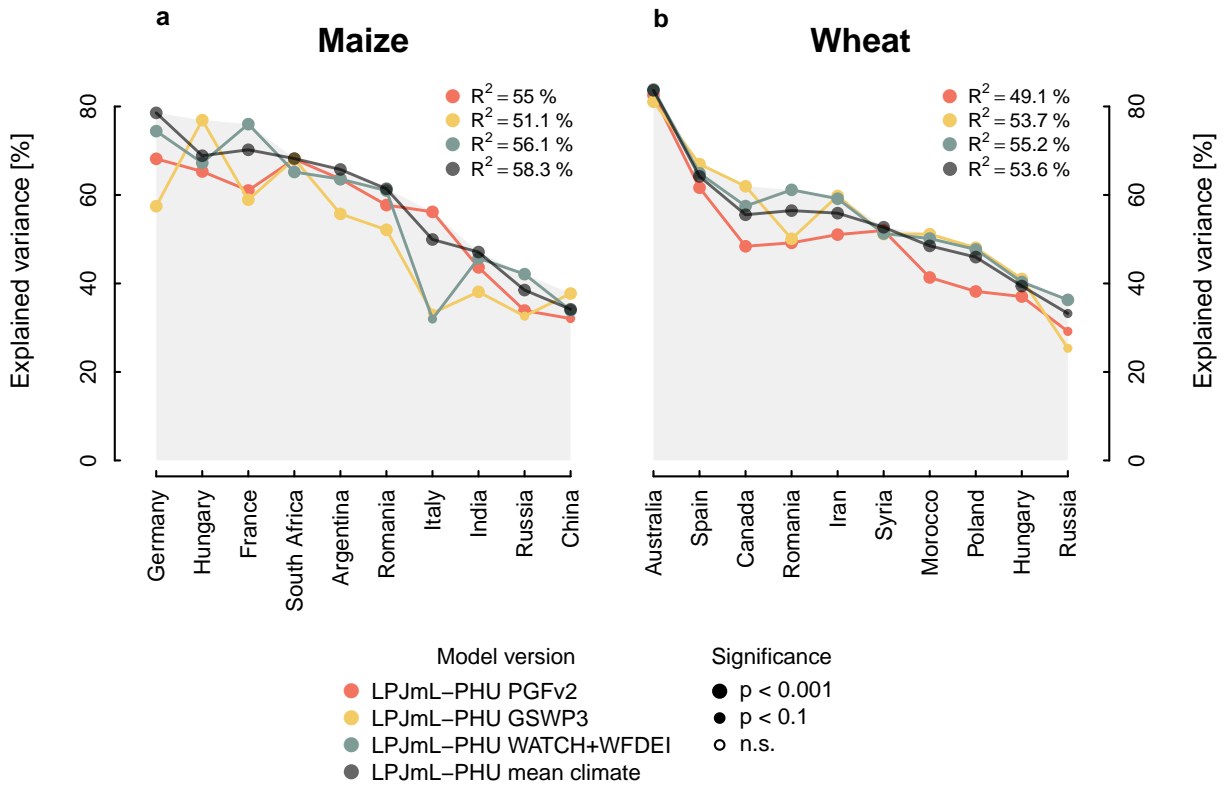 a
Maize
R² = 55 %
R² = 51.1 %
R² = 56.1 %
R² = 58.3 %
Explained variance [%]
80
60
40
20
0
Germany
Hungary
France
South Africa
Argentina
Romania
Italy
India
Russia
China
b
Wheat
R² = 49.1 %
R² = 53.7 %
R² = 55.2 %
R² = 53.6 %
Explained variance [%]
80
60
40
20
0
Australia
Spain
Canada
Romania
Iran
Syria
Morocco
Poland
Hungary
Russia
Model version
LPJmL−PHU PGFv2
LPJmL−PHU GSWP3
LPJmL−PHU WATCH+WFDEI
LPJmL−PHU mean climate
Significance
p < 0.001
p < 0.1
n.s.